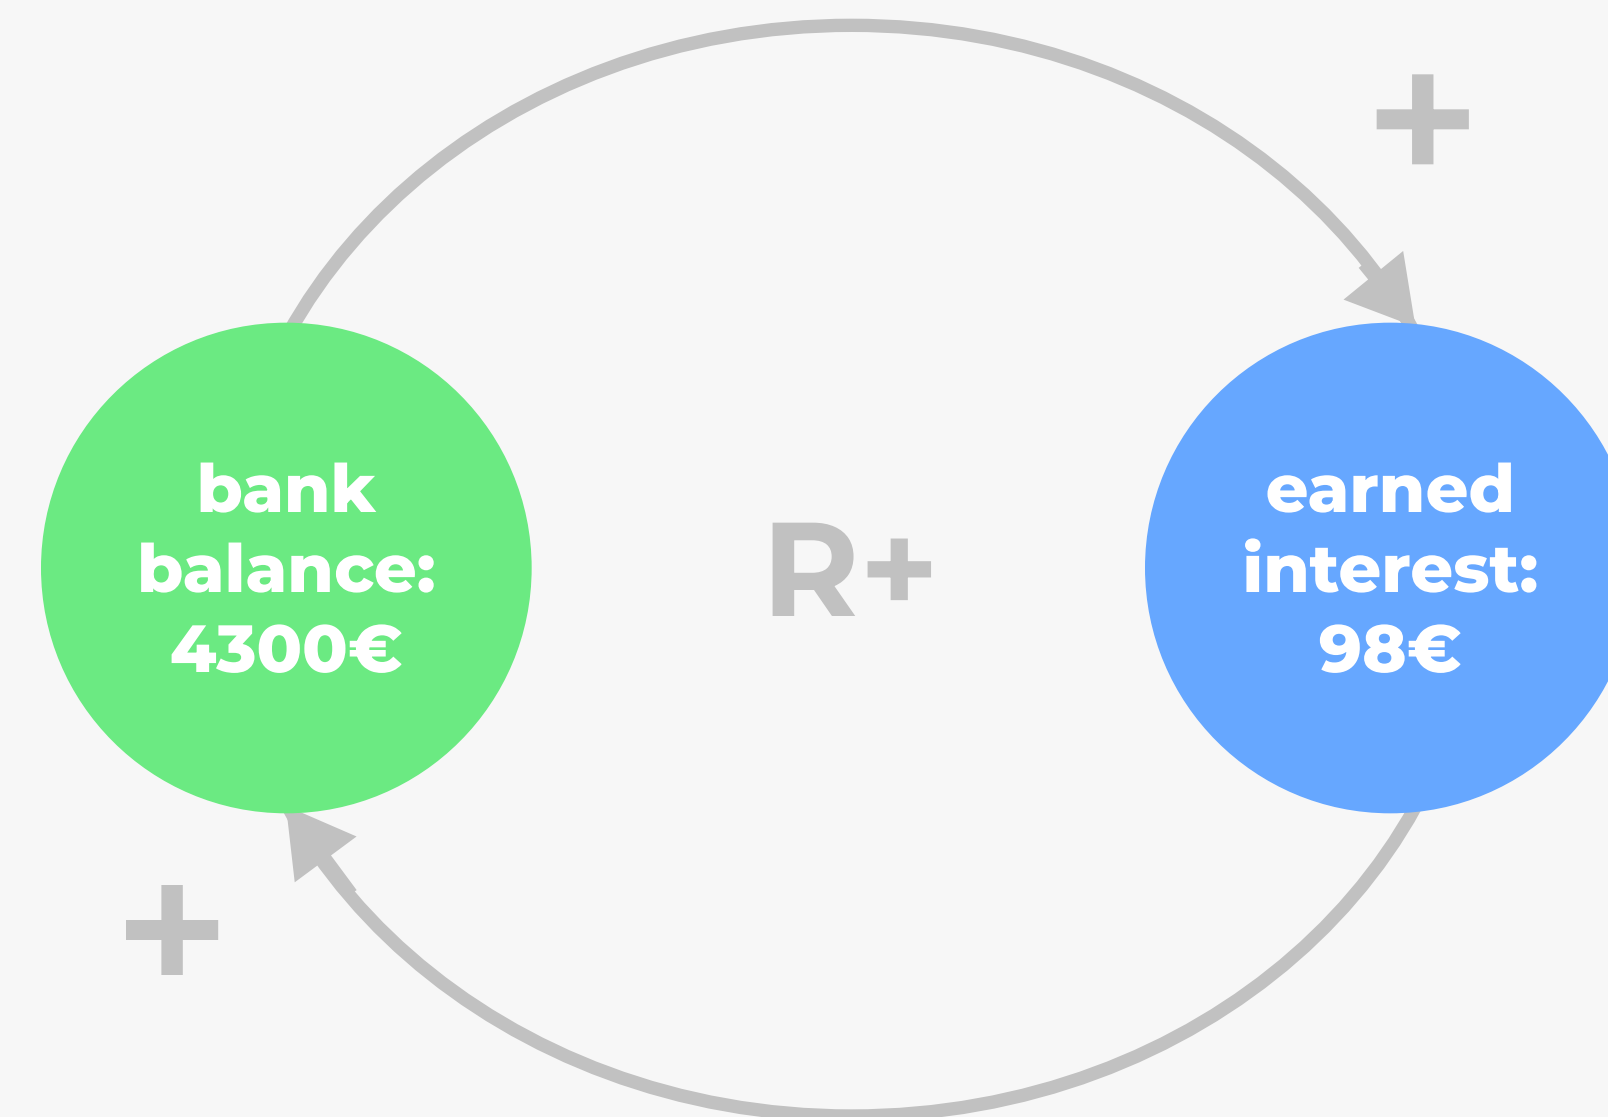 +
bank
balance:
4300€
R+
earned
interest:
98€
+